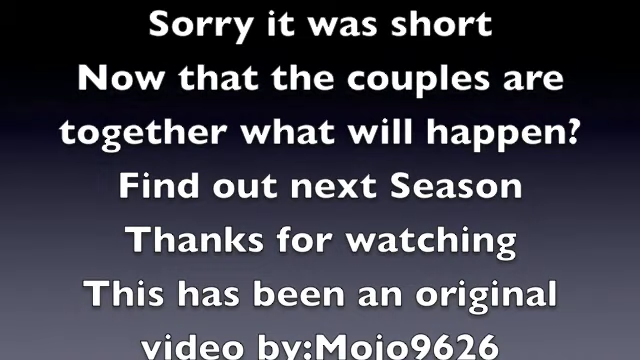 Sorry it was short
Now that the couples are
together what will happen?
Find out next Season
Thanks for watching
This has been an original
video by:Mojo9626